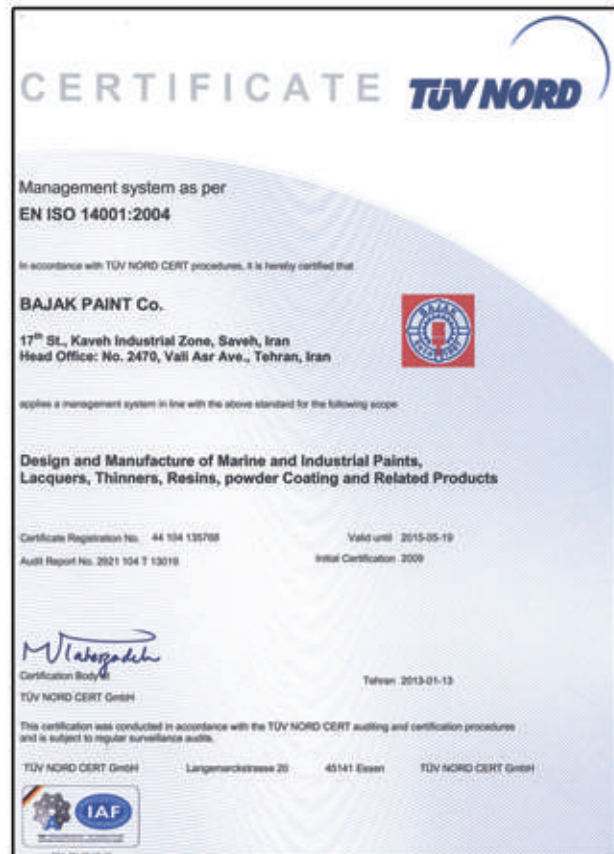 CERTIFICATE TÜV NORD
Management system as per
EN ISO 14001:2004
In accordance with TÜV NORD CERT procedures, it is hereby certified that
BAJAK PAINT Co.
17th St., Kaveh Industrial Zone, Saveh, Iran
Head Office: No. 2470, Vali Asr Ave., Tehran, Iran
BAJAK
applies a management system in line with the above standard for the following scope
Design and Manufacture of Marine and Industrial Paints,
Lacquers, Thinners, Resins, powder Coating and Related Products
Certificate Registration No. 44 104 135768 Valid until 2015-05-19
Audit Report No. 2921 104 T 13019 Initial Certification 2009
Certification Body
TÜV NORD CERT GmbH
Tehran 2013-01-13
This certification was conducted in accordance with the TÜV NORD CERT auditing and certification procedures
and is subject to regular surveillance audits.
TÜV NORD CERT GmbH Langemarckstrasse 20 45141 Essen TÜV NORD CERT GmbH
IAF